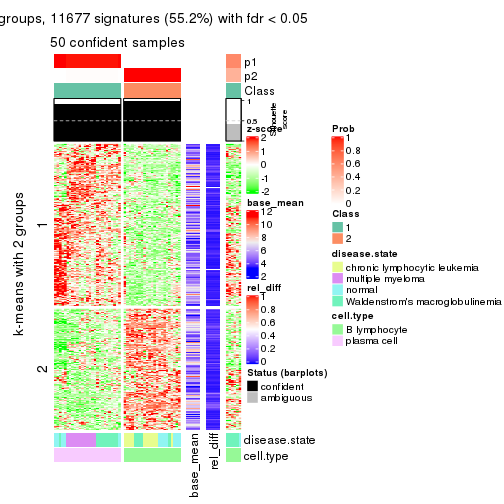 groups, 11677 signatures (55.2%) with fdr < 0.05
50 confident samples
p1
p2
Class
1
0.5
0
Silhouette
score
k-means with 2 groups
1
2
z-score
2
1
0
-1
-2
base_mean
12
10
8
6
4
2
rel_diff
1
0.8
0.6
0.4
0.2
0
Status (barplots)
confident
ambiguous
Prob
1
0.8
0.6
0.4
0.2
0
Class
1
2
disease.state
chronic lymphocytic leukemia
multiple myeloma
normal
Waldenstrom's macroglobulinemia
cell.type
B lymphocyte
plasma cell
disease.state
cell.type
base_mean
rel_diff